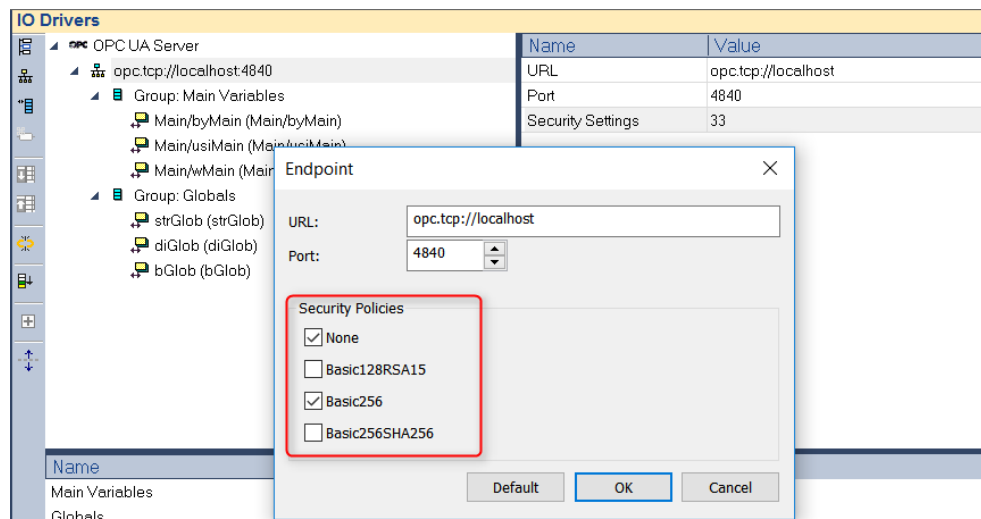 IO Drivers
OPC OPC UA Server
opc.tcp://localhost:4840
Group: Main Variables
Main/byMain (Main/byMain)
Main/usiMain (Main/usiMain)
Main/wMain (Main
Group: Globals
strGlob (strGlob)
diGlob (diGlob)
bGlob (bGlob)
Name Value
URL opc.tcp://localhost
Port 4840
Security Settings 33
Endpoint
URL: opc.tcp://localhost
Port: 4840
Security Policies
None
Basic128RSA15
Basic256
Basic256SHA256
Default OK Cancel
Name
Main Variables
Globals